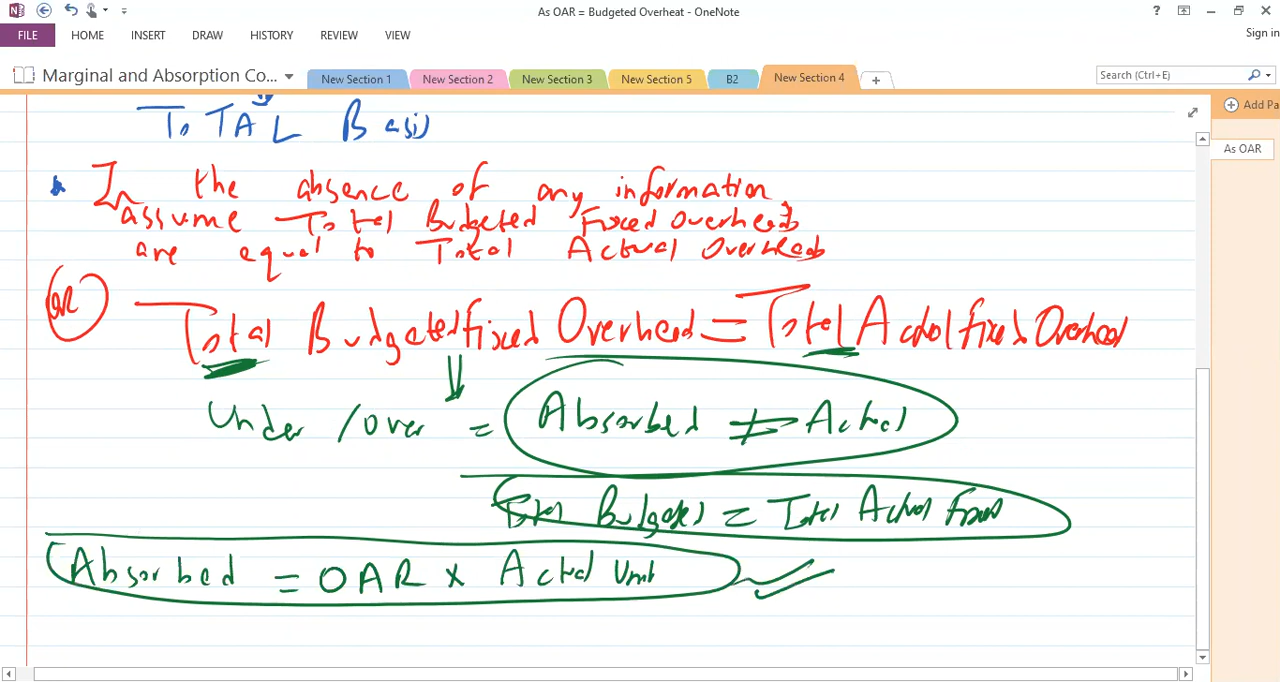 As OAR = Budgeted Overheat - OneNote
?
Sign in
FILE HOME INSERT DRAW HISTORY REVIEW VIEW
Marginal and Absorption Co...
New Section 1
New Section 2
New Section 3
New Section 5
B2
New Section 4
Search (Ctrl+E)
Add Pa
As OAR
ToTAL Basis
In the absence of any information
assume Total Budgeted Fixed overheads
are equal to Total Actual Overheads
OR
Total Budgeted Fixed Overhead = Total Actual Fixed Overhead
Under / over = Absorbed ≠ Actual
Total Budgeted = Total Actual Fixed
Absorbed = OAR x Actual Unit